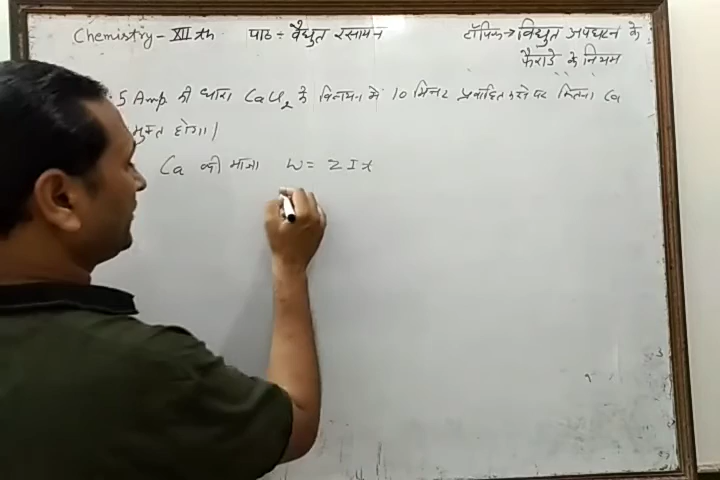 Chemistry - XII th पाठ ÷ वैद्युत रसायन टॉपिक → विद्युत अपघटन के
फैराडे के नियम
5 Amp की धारा CaCl2 के विलयन में 10 मिनट प्रवाहित करने पर कितना Ca
मुक्त होगा।
Ca की मात्रा W = Z I x